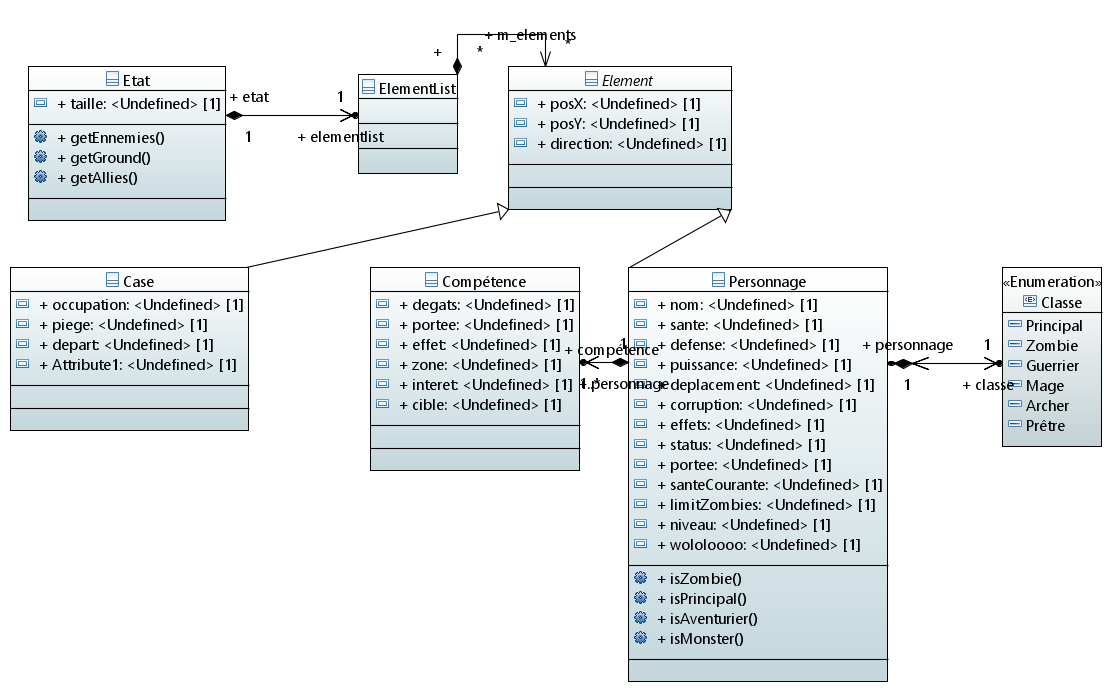 Etat
+ taille: <Undefined> [1]
+ getEnnemies()
+ getGround()
+ getAllies()
+ etat
1
1
+ elementlist
ElementList
+
+ m_elements
*
*
Element
+ posX: <Undefined> [1]
+ posY: <Undefined> [1]
+ direction: <Undefined> [1]
Case
+ occupation: <Undefined> [1]
+ piege: <Undefined> [1]
+ depart: <Undefined> [1]
+ Attribute1: <Undefined> [1]
Compétence
+ degats: <Undefined> [1]
+ portee: <Undefined> [1]
+ effet: <Undefined> [1]
+ zone: <Undefined> [1]
+ interet: <Undefined> [1]
+ cible: <Undefined> [1]
+ compétence
1
1..*
+ personnage
Personnage
+ nom: <Undefined> [1]
+ sante: <Undefined> [1]
+ defense: <Undefined> [1]
+ puissance: <Undefined> [1]
+ deplacement: <Undefined> [1]
+ corruption: <Undefined> [1]
+ effets: <Undefined> [1]
+ status: <Undefined> [1]
+ portee: <Undefined> [1]
+ santeCourante: <Undefined> [1]
+ limitZombies: <Undefined> [1]
+ niveau: <Undefined> [1]
+ wololoooo: <Undefined> [1]
+ isZombie()
+ isPrincipal()
+ isAventurier()
+ isMonster()
+ personnage
1
1
+ classe
«Enumeration»
Classe
Principal
Zombie
Guerrier
Mage
Archer
Prêtre